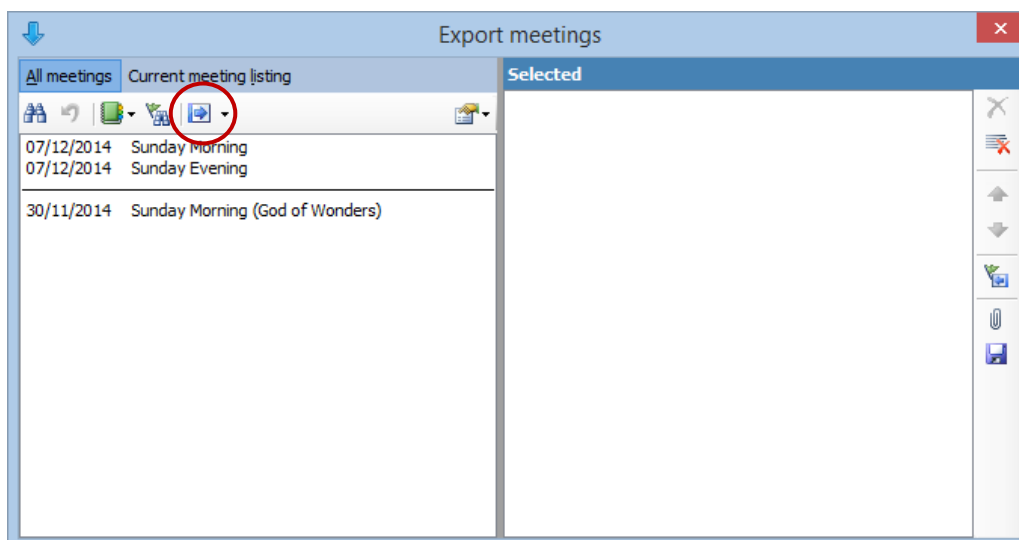 Export meetings
All meetings Current meeting listing
Selected
07/12/2014 Sunday Morning
07/12/2014 Sunday Evening
30/11/2014 Sunday Morning (God of Wonders)